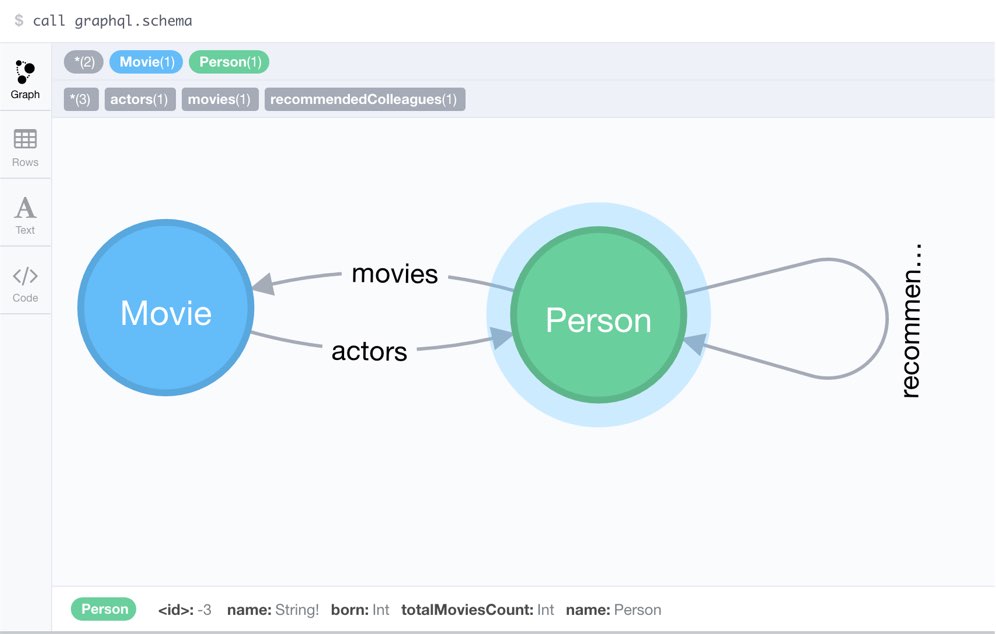 $ call graphql.schema
Graph
*(2) Movie(1) Person(1)
*(3) actors(1) movies(1) recommendedColleagues(1)
Rows
Text
Code
movies
Movie
Person
actors
recommen...
Person <id>: -3 name: String! born: Int totalMoviesCount: Int name: Person